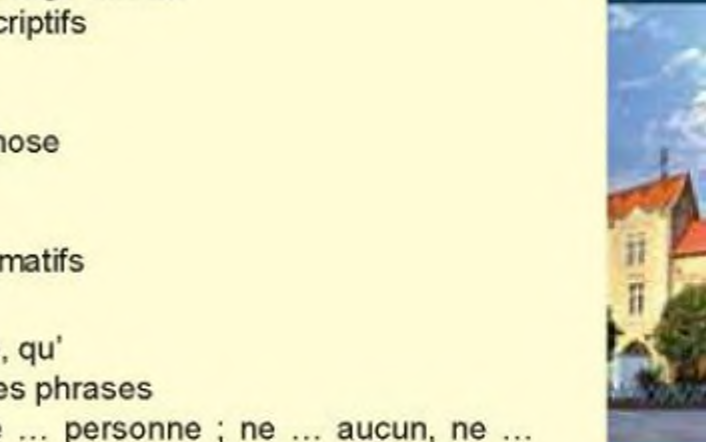 criptifs
hose
matifs
, qu'
es phrases
… personne ; ne … aucun, ne …